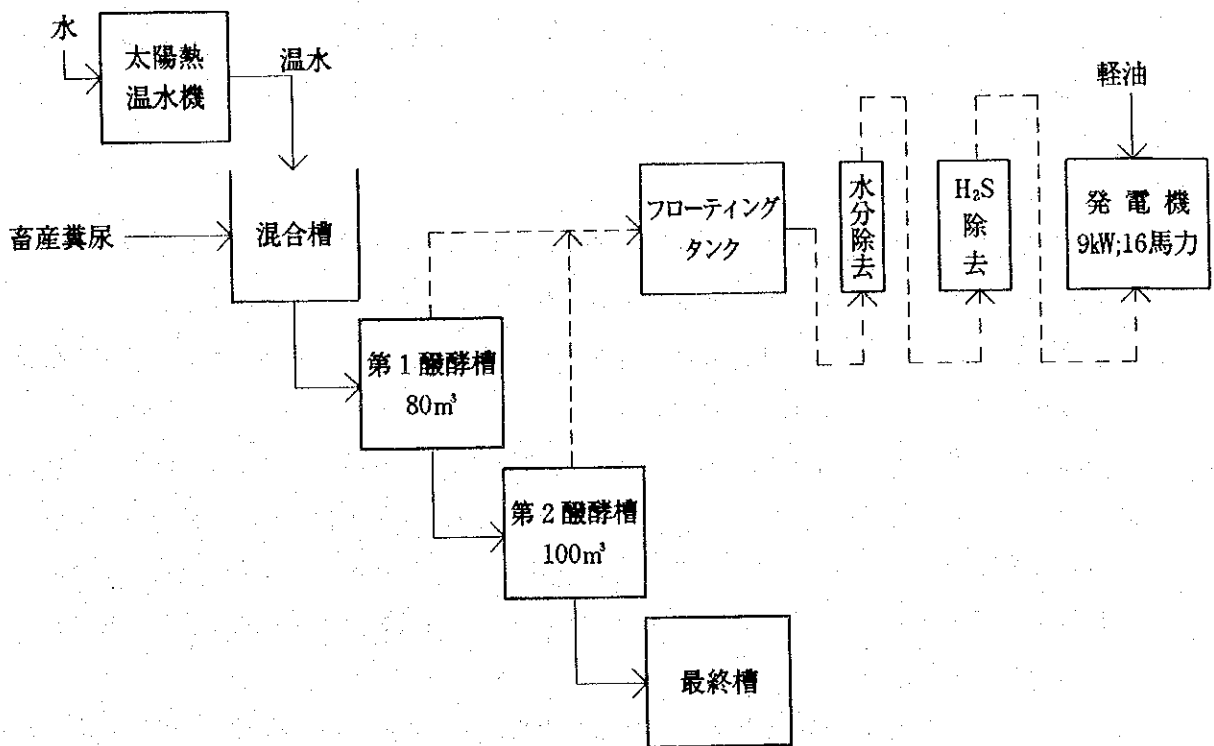 水
太陽熱
温水機
温水
軽油
畜産糞尿
混合槽
フローティング
タンク
水分除去
H₂S
除去
発電機
9kW;16馬力
第1醱酵槽
80m³
第2醱酵槽
100m³
最終槽